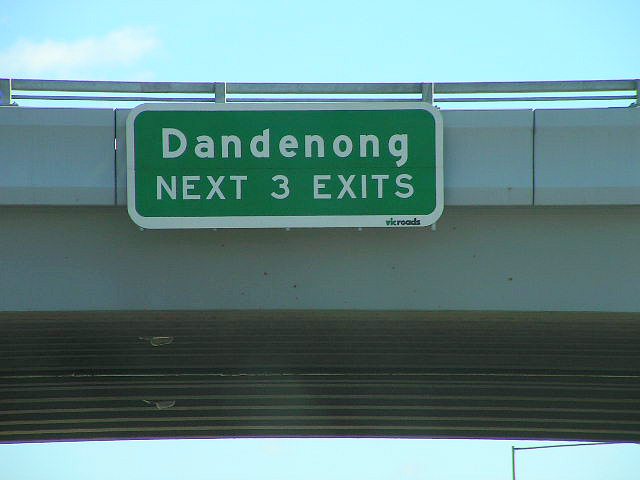 Dandenong
NEXT 3 EXITS
vicroads